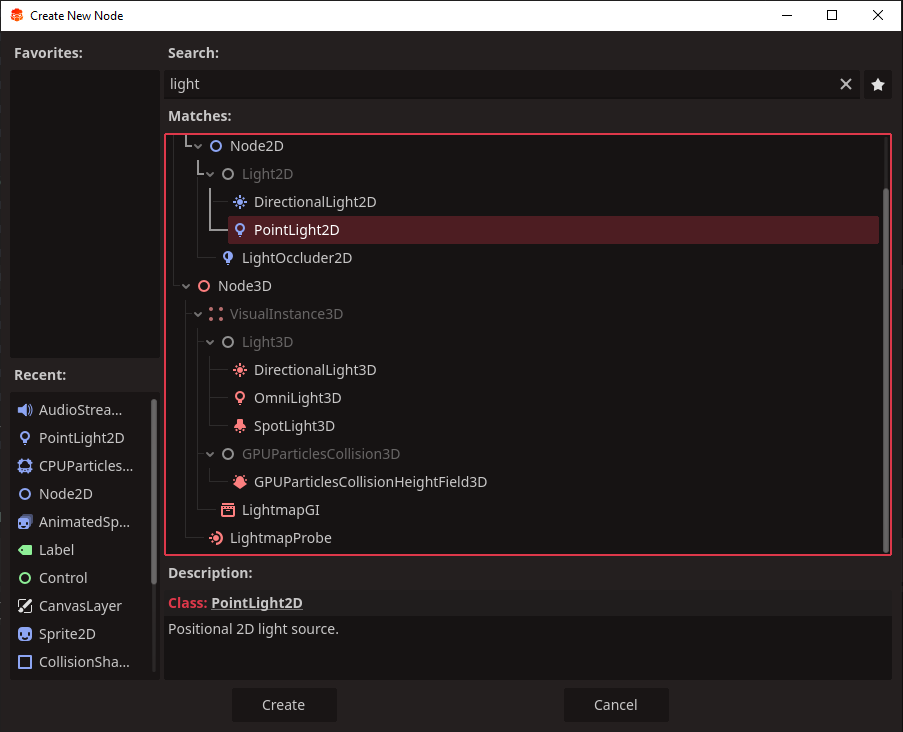 Create New Node
Favorites:
Search:
light
Matches:
Node2D
Light2D
DirectionalLight2D
PointLight2D
LightOccluder2D
Node3D
VisualInstance3D
Light3D
DirectionalLight3D
OmniLight3D
SpotLight3D
GPUParticlesCollision3D
GPUParticlesCollisionHeightField3D
LightmapGI
LightmapProbe
Recent:
AudioStrea...
PointLight2D
CPUParticles...
Node2D
AnimatedSp...
Label
Control
CanvasLayer
Sprite2D
CollisionSha...
Description:
Class: PointLight2D
Positional 2D light source.
Create
Cancel